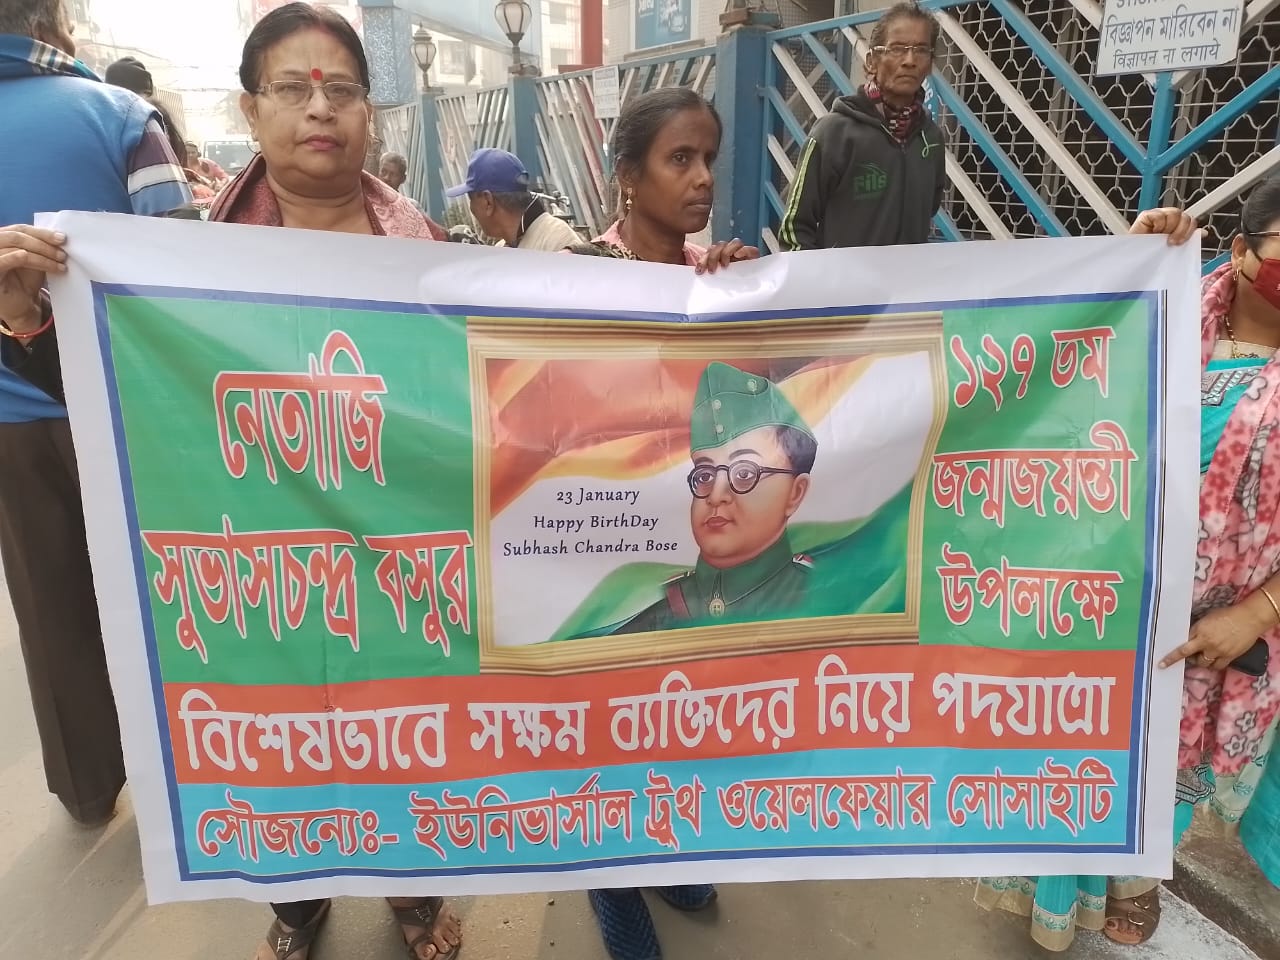 বিজ্ঞাপন মারিবেন না
विज्ञापन ना लगाये
Fils
নেতাজি
সুভাসচন্দ্র বসুর
23 January
Happy BirthDay
Subhash Chandra Bose
১২৭ তম
জন্মজয়ন্তী
উপলক্ষে
বিশেষভাবে সক্ষম ব্যক্তিদের নিয়ে পদযাত্রা
সৌজন্যেঃ- ইউনিভার্সাল ট্রুথ ওয়েলফেয়ার সোসাইটি